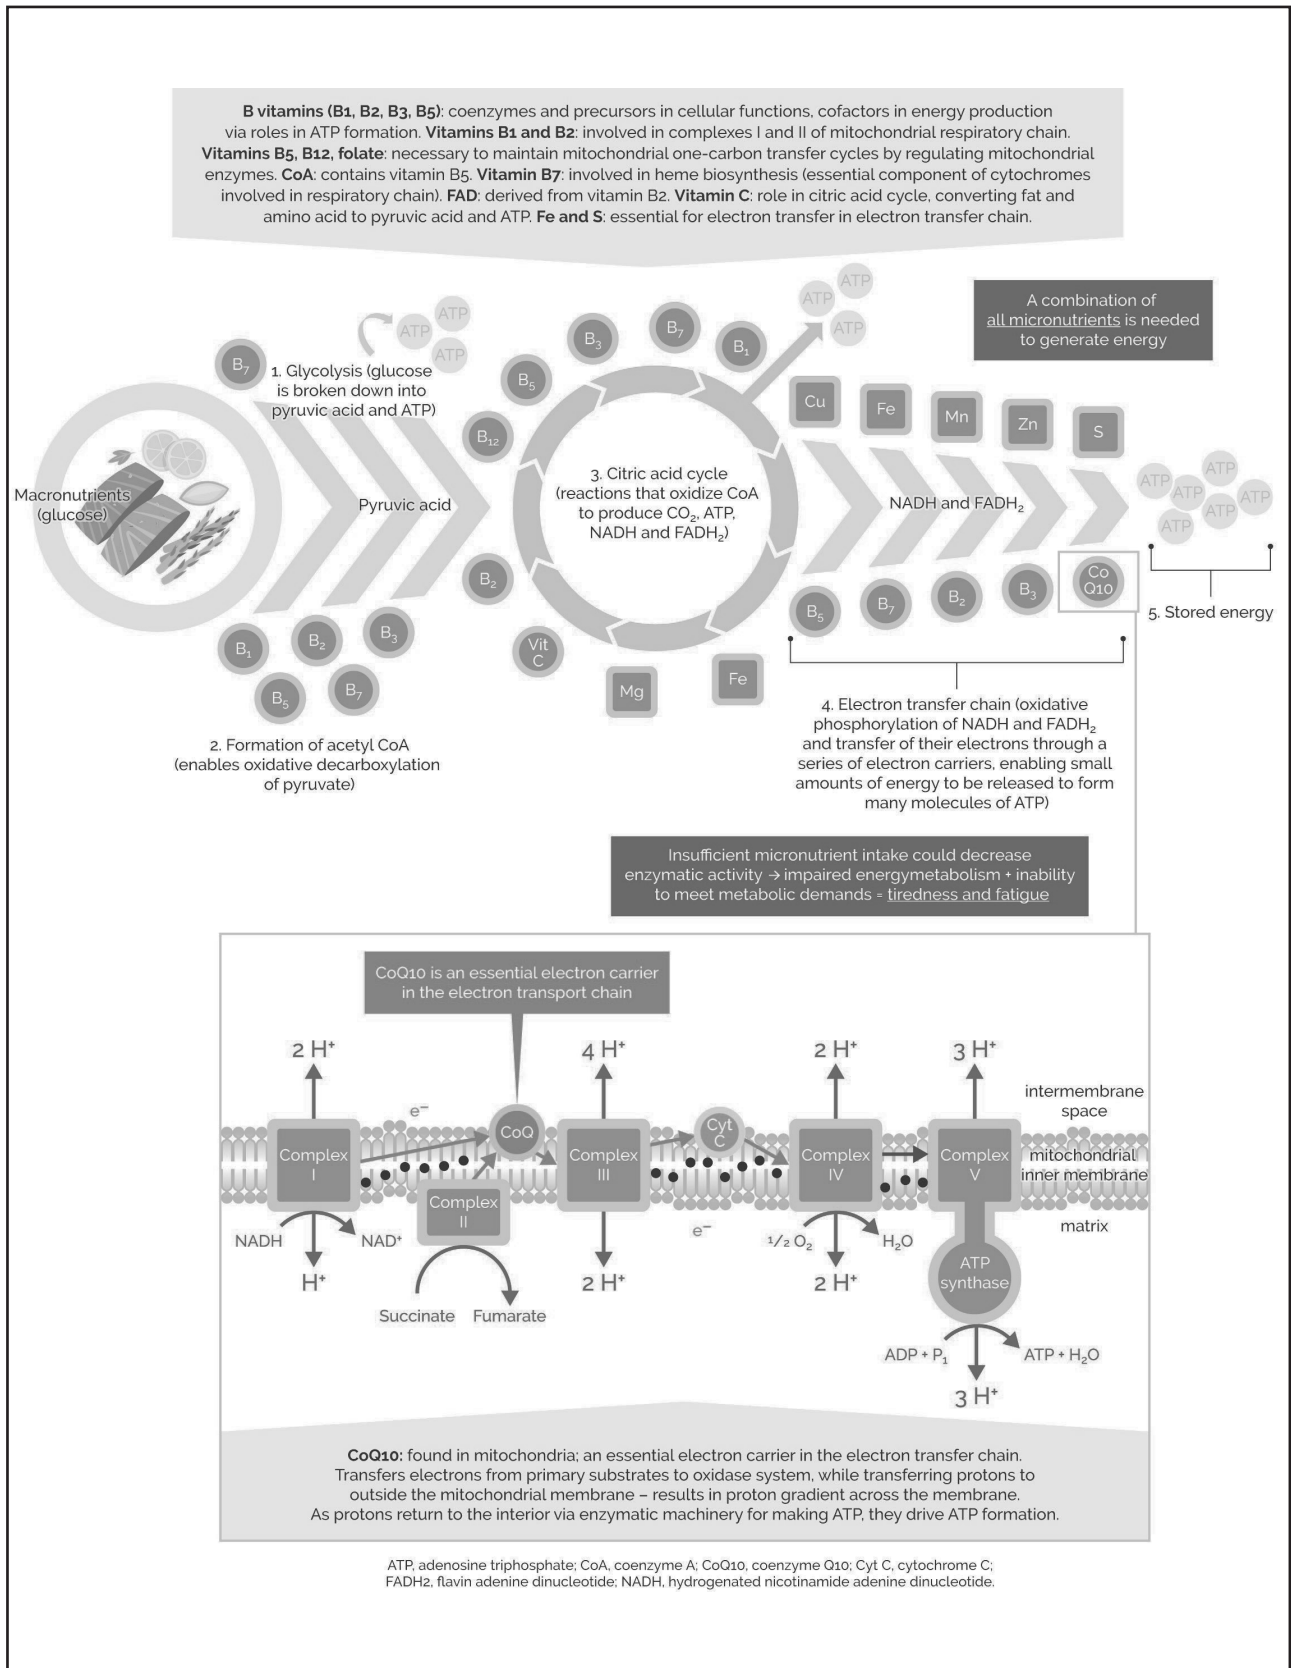 B vitamins (B1, B2, B3, B5): coenzymes and precursors in cellular functions, cofactors in energy production
via roles in ATP formation. Vitamins B1 and B2: involved in complexes I and II of mitochondrial respiratory chain.
Vitamins B5, B12, folate: necessary to maintain mitochondrial one-carbon transfer cycles by regulating mitochondrial
enzymes. CoA: contains vitamin B5. Vitamin B7: involved in heme biosynthesis (essential component of cytochromes
involved in respiratory chain). FAD: derived from vitamin B2. Vitamin C: role in citric acid cycle, converting fat and
amino acid to pyruvic acid and ATP. Fe and S: essential for electron transfer in electron transfer chain.
ATP
ATP
ATP
ATP
ATP
ATP
A combination of
all micronutrients is needed
to generate energy
B7
1. Glycolysis (glucose
is broken down into
pyruvic acid and ATP)
B12
B5
B3
B7
B1
Cu
Fe
Mn
Zn
S
Macronutrients
(glucose)
Pyruvic acid
3. Citric acid cycle
(reactions that oxidize CoA
to produce CO₂, ATP,
NADH and FADH₂)
NADH and FADH₂
ATP
ATP
ATP
ATP
ATP
ATP
B2
Vit
C
Mg
Fe
B5
B7
B2
B3
Co
Q10
5. Stored energy
B1
B2
B3
B5
B7
2. Formation of acetyl CoA
(enables oxidative decarboxylation
of pyruvate)
4. Electron transfer chain (oxidative
phosphorylation of NADH and FADH₂
and transfer of their electrons through a
series of electron carriers, enabling small
amounts of energy to be released to form
many molecules of ATP)
Insufficient micronutrient intake could decrease
enzymatic activity → impaired energymetabolism + inability
to meet metabolic demands = tiredness and fatigue
CoQ10 is an essential electron carrier
in the electron transport chain
2 H⁺
4 H⁺
2 H⁺
3 H⁺
intermembrane
space
e⁻
CoQ
Cyt
C
Complex
I
Complex
II
Complex
III
Complex
IV
Complex
V
mitochondrial
inner membrane
matrix
NADH
NAD⁺
H⁺
e⁻
½ O₂
H₂O
2 H⁺
2 H⁺
ATP
synthase
Succinate
Fumarate
ADP + P₁
ATP + H₂O
3 H⁺
CoQ10: found in mitochondria; an essential electron carrier in the electron transfer chain.
Transfers electrons from primary substrates to oxidase system, while transferring protons to
outside the mitochondrial membrane – results in proton gradient across the membrane.
As protons return to the interior via enzymatic machinery for making ATP, they drive ATP formation.
ATP, adenosine triphosphate; CoA, coenzyme A; CoQ10, coenzyme Q10; Cyt C, cytochrome C;
FADH2, flavin adenine dinucleotide; NADH, hydrogenated nicotinamide adenine dinucleotide.